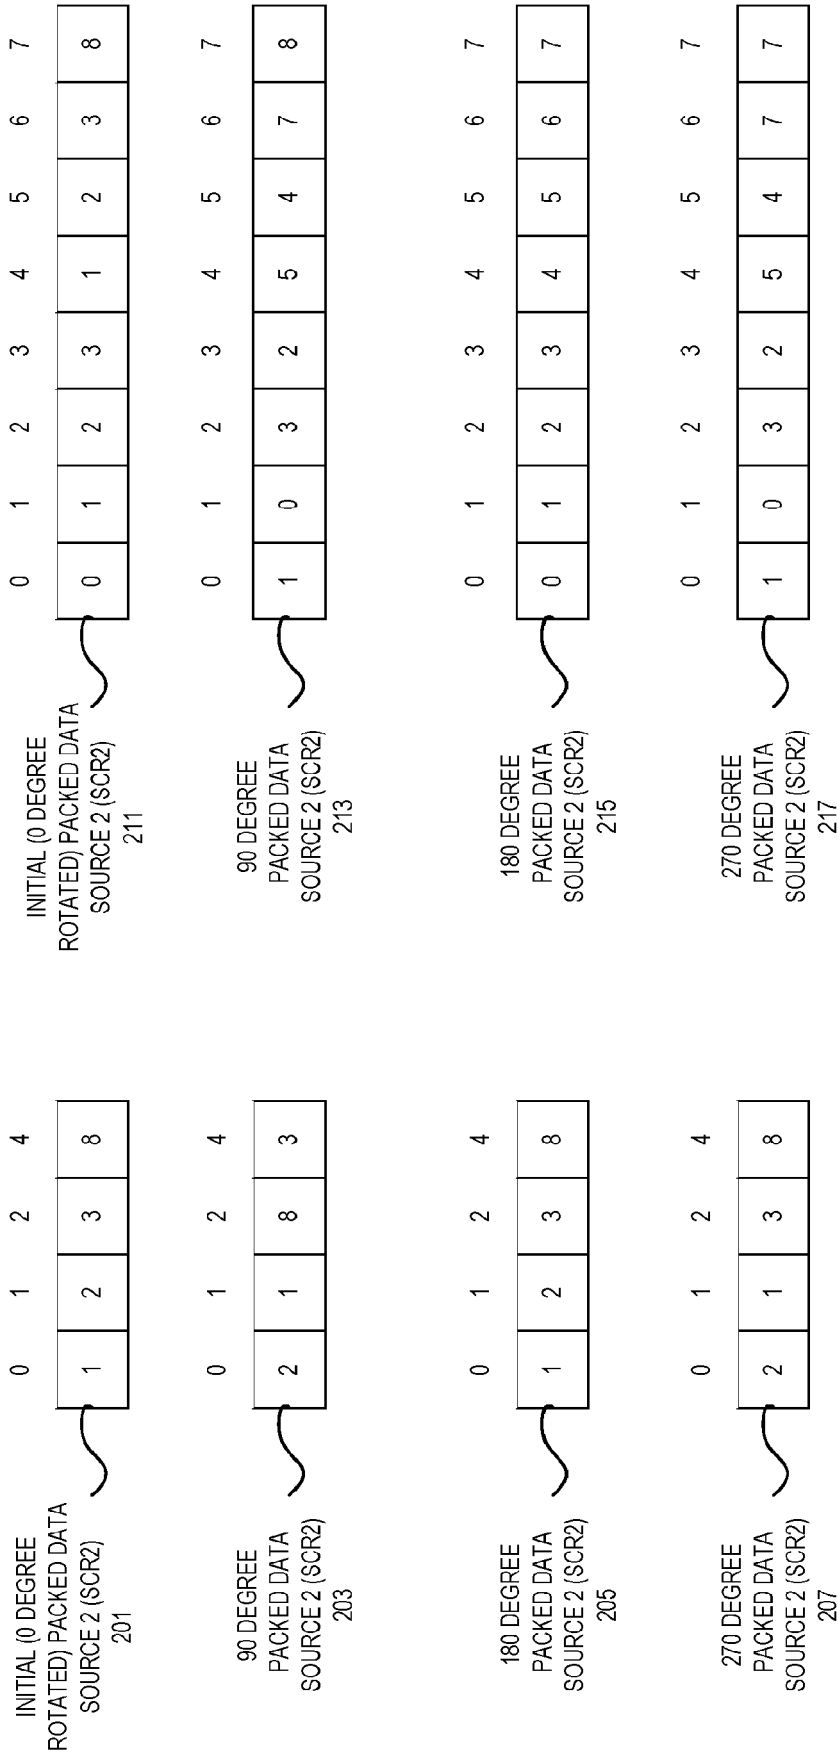 0 1 2 4
INITIAL (0 DEGREE
ROTATED) PACKED DATA
SOURCE 2 (SCR2)
201
1 2 3 8
0 1 2 4
90 DEGREE
PACKED DATA
SOURCE 2 (SCR2)
203
2 1 8 3
0 1 2 4
180 DEGREE
PACKED DATA
SOURCE 2 (SCR2)
205
1 2 3 8
0 1 2 4
270 DEGREE
PACKED DATA
SOURCE 2 (SCR2)
207
2 1 3 8
0 1 2 3 4 5 6 7
INITIAL (0 DEGREE
ROTATED) PACKED DATA
SOURCE 2 (SCR2)
211
0 1 2 3 1 2 3 8
0 1 2 3 4 5 6 7
90 DEGREE
PACKED DATA
SOURCE 2 (SCR2)
213
1 0 3 2 5 4 7 8
0 1 2 3 4 5 6 7
180 DEGREE
PACKED DATA
SOURCE 2 (SCR2)
215
0 1 2 3 4 5 6 7
0 1 2 3 4 5 6 7
270 DEGREE
PACKED DATA
SOURCE 2 (SCR2)
217
1 0 3 2 5 4 7 7